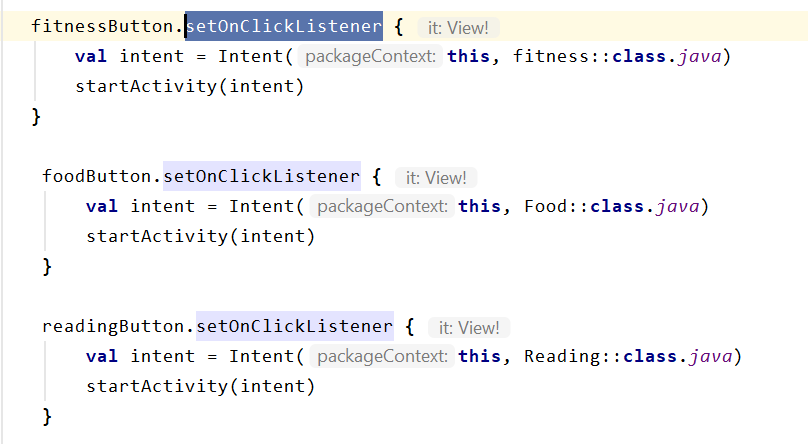 fitnessButton.setOnClickListener { it: View!
val intent = Intent( packageContext: this, fitness::class.java)
startActivity(intent)
}
foodButton.setOnClickListener { it: View!
val intent = Intent( packageContext: this, Food::class.java)
startActivity(intent)
}
readingButton.setOnClickListener { it: View!
val intent = Intent( packageContext: this, Reading::class.java)
startActivity(intent)
}